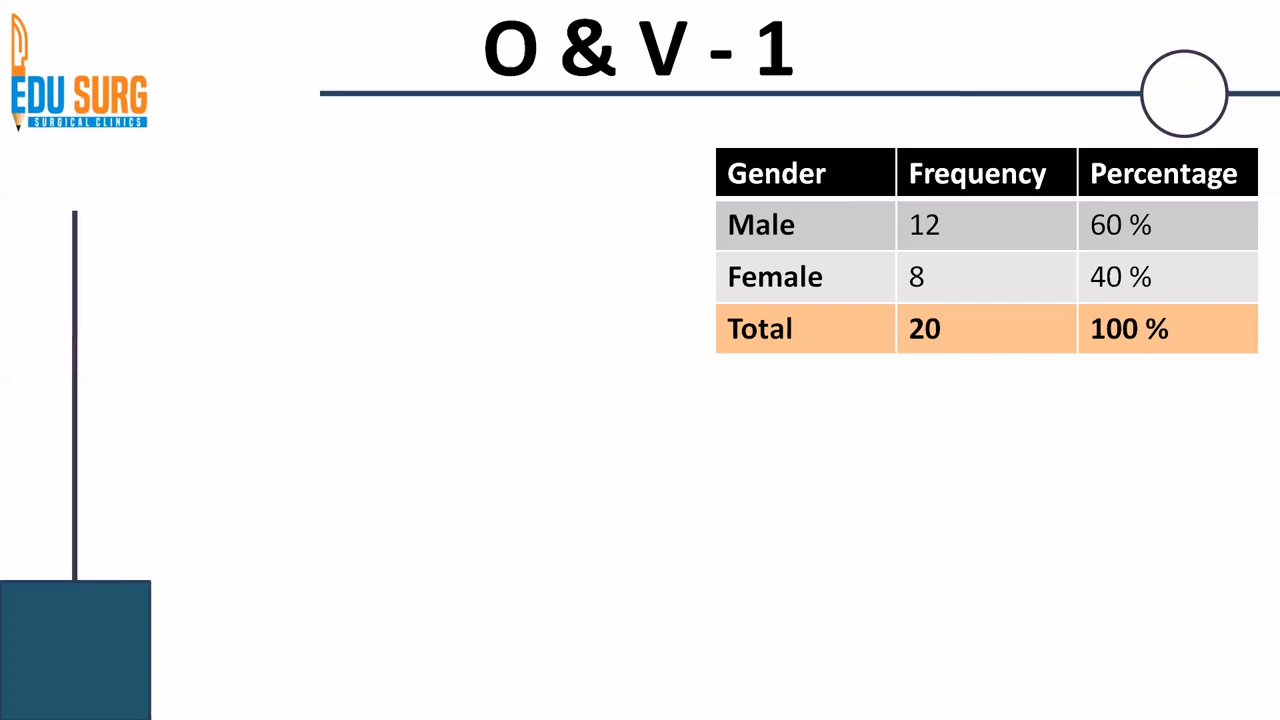 O & V - 1
EDU SURG
SURGICAL CLINICS
Gender Frequency Percentage
Male 12 60 %
Female 8 40 %
Total 20 100 %